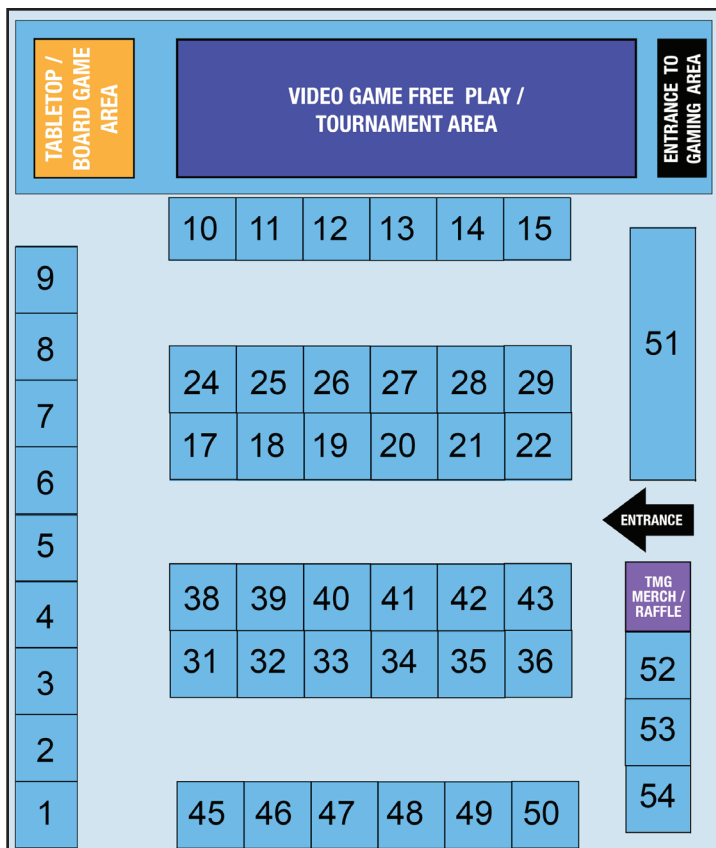 TABLETOP /
BOARD GAME
AREA
VIDEO GAME FREE PLAY /
TOURNAMENT AREA
ENTRANCE TO
GAMING AREA
10 11 12 13 14 15
9
8
7
6
5
4
3
2
1
24 25 26 27 28 29
17 18 19 20 21 22
51
ENTRANCE
38 39 40 41 42 43
31 32 33 34 35 36
TMG
MERCH /
RAFFLE
52
53
54
45 46 47 48 49 50